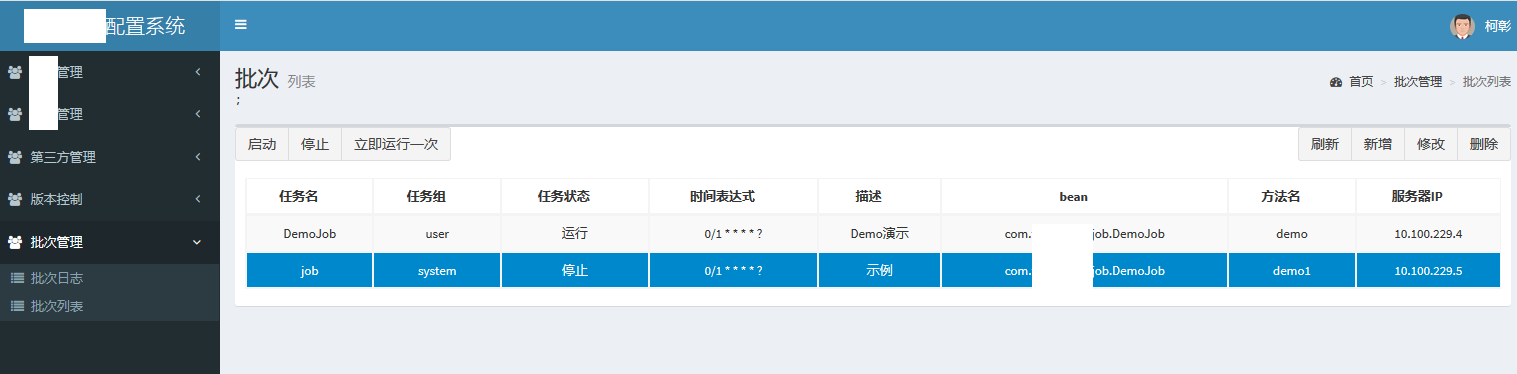 配置系统
柯彰
管理
管理
第三方管理
版本控制
批次管理
批次日志
批次列表
批次 列表
;
首页 > 批次管理 > 批次列表
启动 停止 立即运行一次 刷新 新增 修改 删除
任务名 任务组 任务状态 时间表达式 描述 bean 方法名 服务器IP
DemoJob user 运行 0/1 * * * * ? Demo演示 com. job.DemoJob demo 10.100.229.4
job system 停止 0/1 * * * * ? 示例 com. job.DemoJob demo1 10.100.229.5